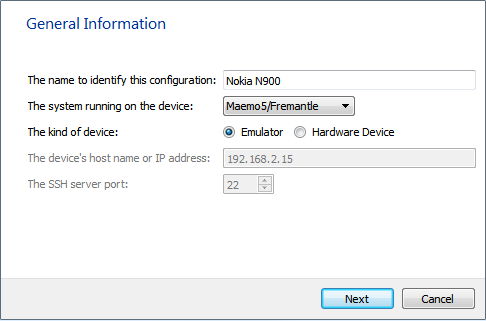 General Information
The name to identify this configuration: Nokia N900
The system running on the device: Maemo5/Fremantle
The kind of device: Emulator Hardware Device
The device's host name or IP address: 192.168.2.15
The SSH server port: 22
Next Cancel